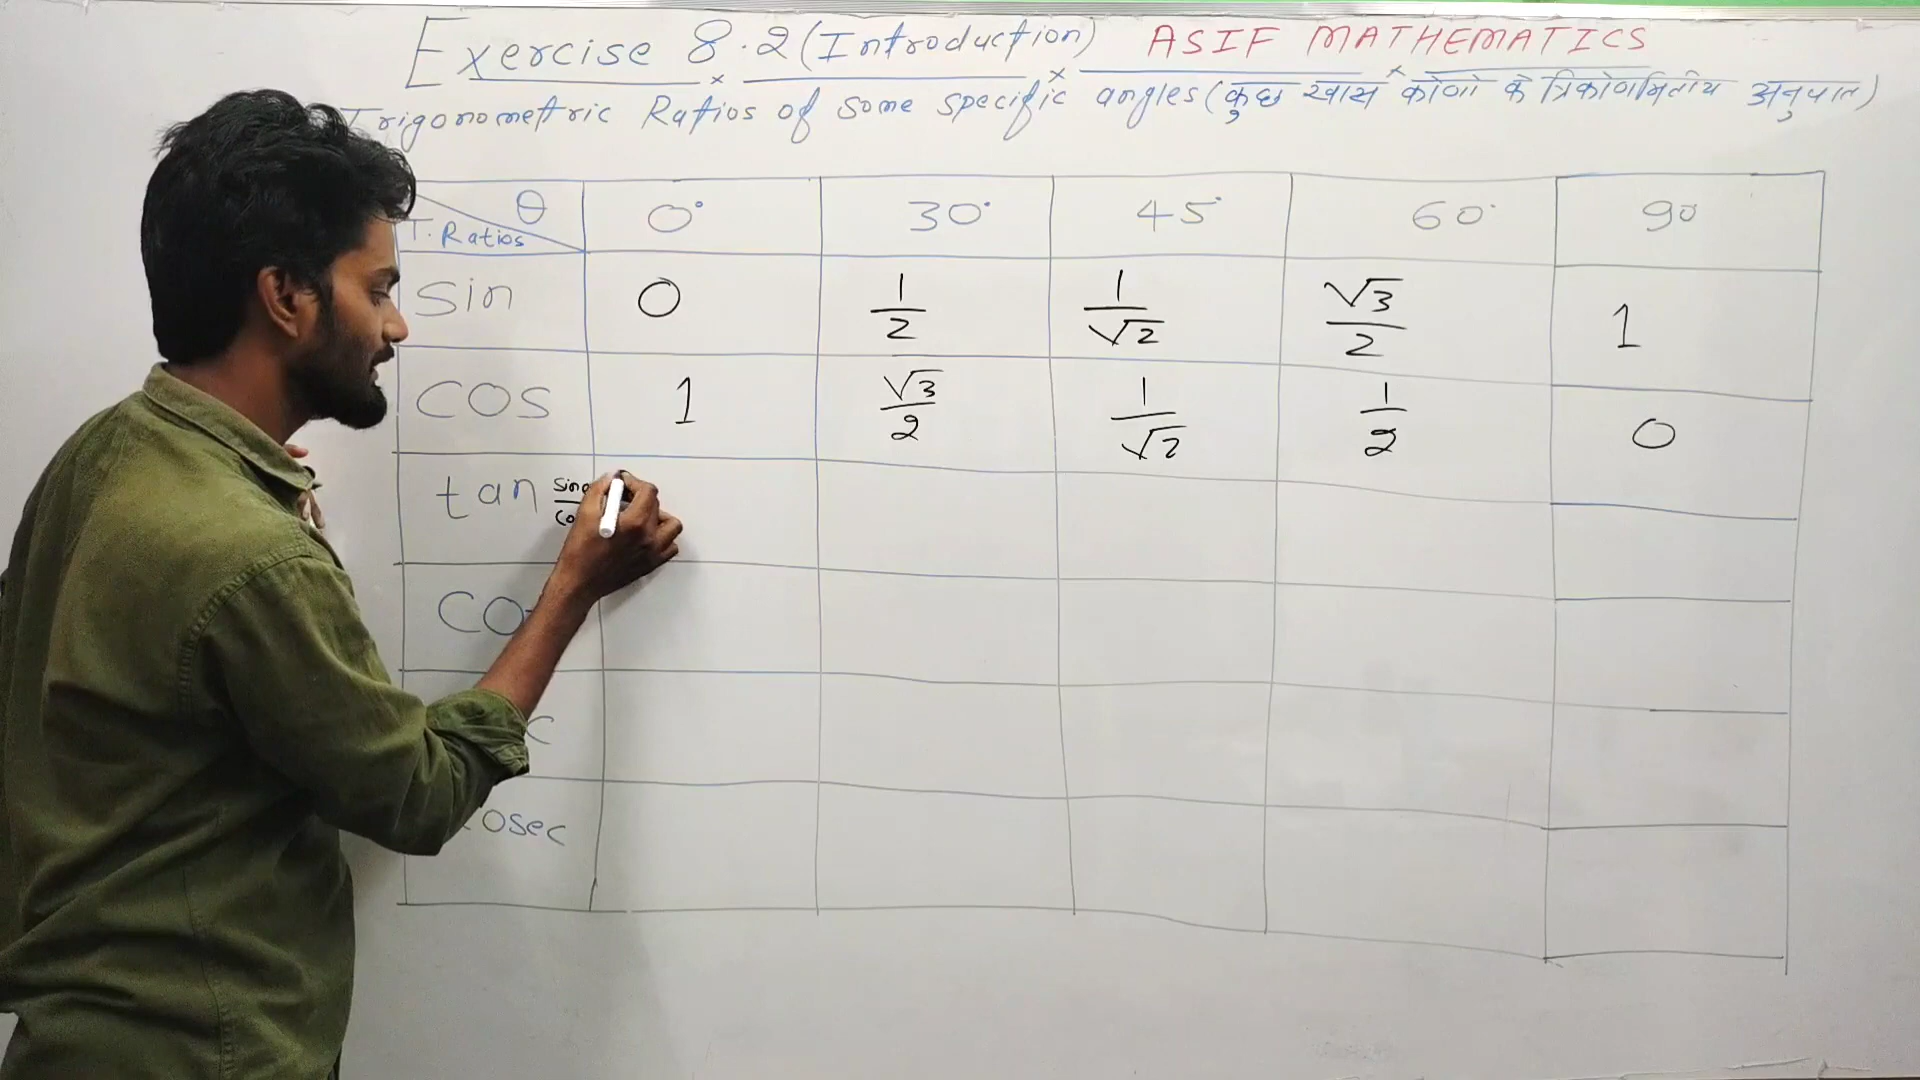 Exercise 8.2 (Introduction) ASIF MATHEMATICS
Trigonometric Ratios of some specific angles (कुछ खास कोणों के त्रिकोणमितीय अनुपात)
θ
T. Ratios
0° 30° 45° 60° 90
Sin 0 1/2 1/√2 √3/2 1
COS 1 √3/2 1/√2 1/2 0
tan